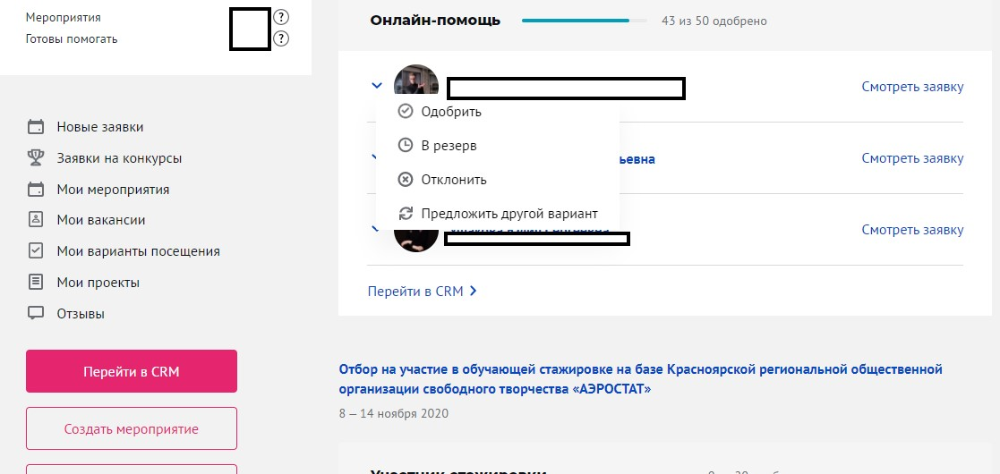 Мероприятия
?
Готовы помогать
?
Новые заявки
Заявки на конкурсы
Мои мероприятия
Мои вакансии
Мои варианты посещения
Мои проекты
Отзывы
Перейти в CRM
Создать мероприятие
Онлайн-помощь
43 из 50 одобрено
Смотреть заявку
Одобрить
В резерв
Отклонить
Предложить другой вариант
ьевна
Смотреть заявку
Смотреть заявку
Перейти в CRM
Отбор на участие в обучающей стажировке на базе Красноярской региональной общественной
организации свободного творчества «АЭРОСТАТ»
8 – 14 ноября 2020
Участник стажировки